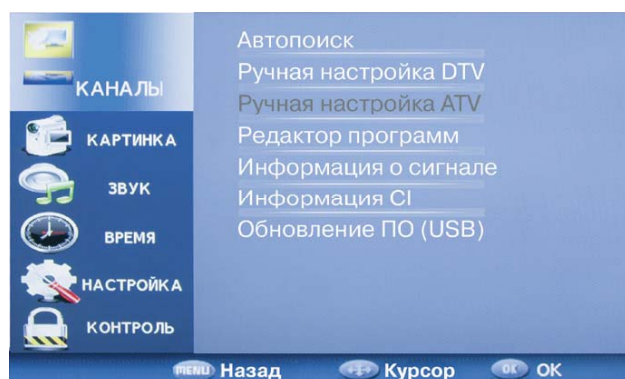 КАНАЛЫ
КАРТИНКА
ЗВУК
ВРЕМЯ
НАСТРОЙКА
КОНТРОЛЬ
Автопоиск
Ручная настройка DTV
Ручная настройка ATV
Редактор программ
Информация о сигнале
Информация CI
Обновление ПО (USB)
MENU Назад
Курсор
OK OK